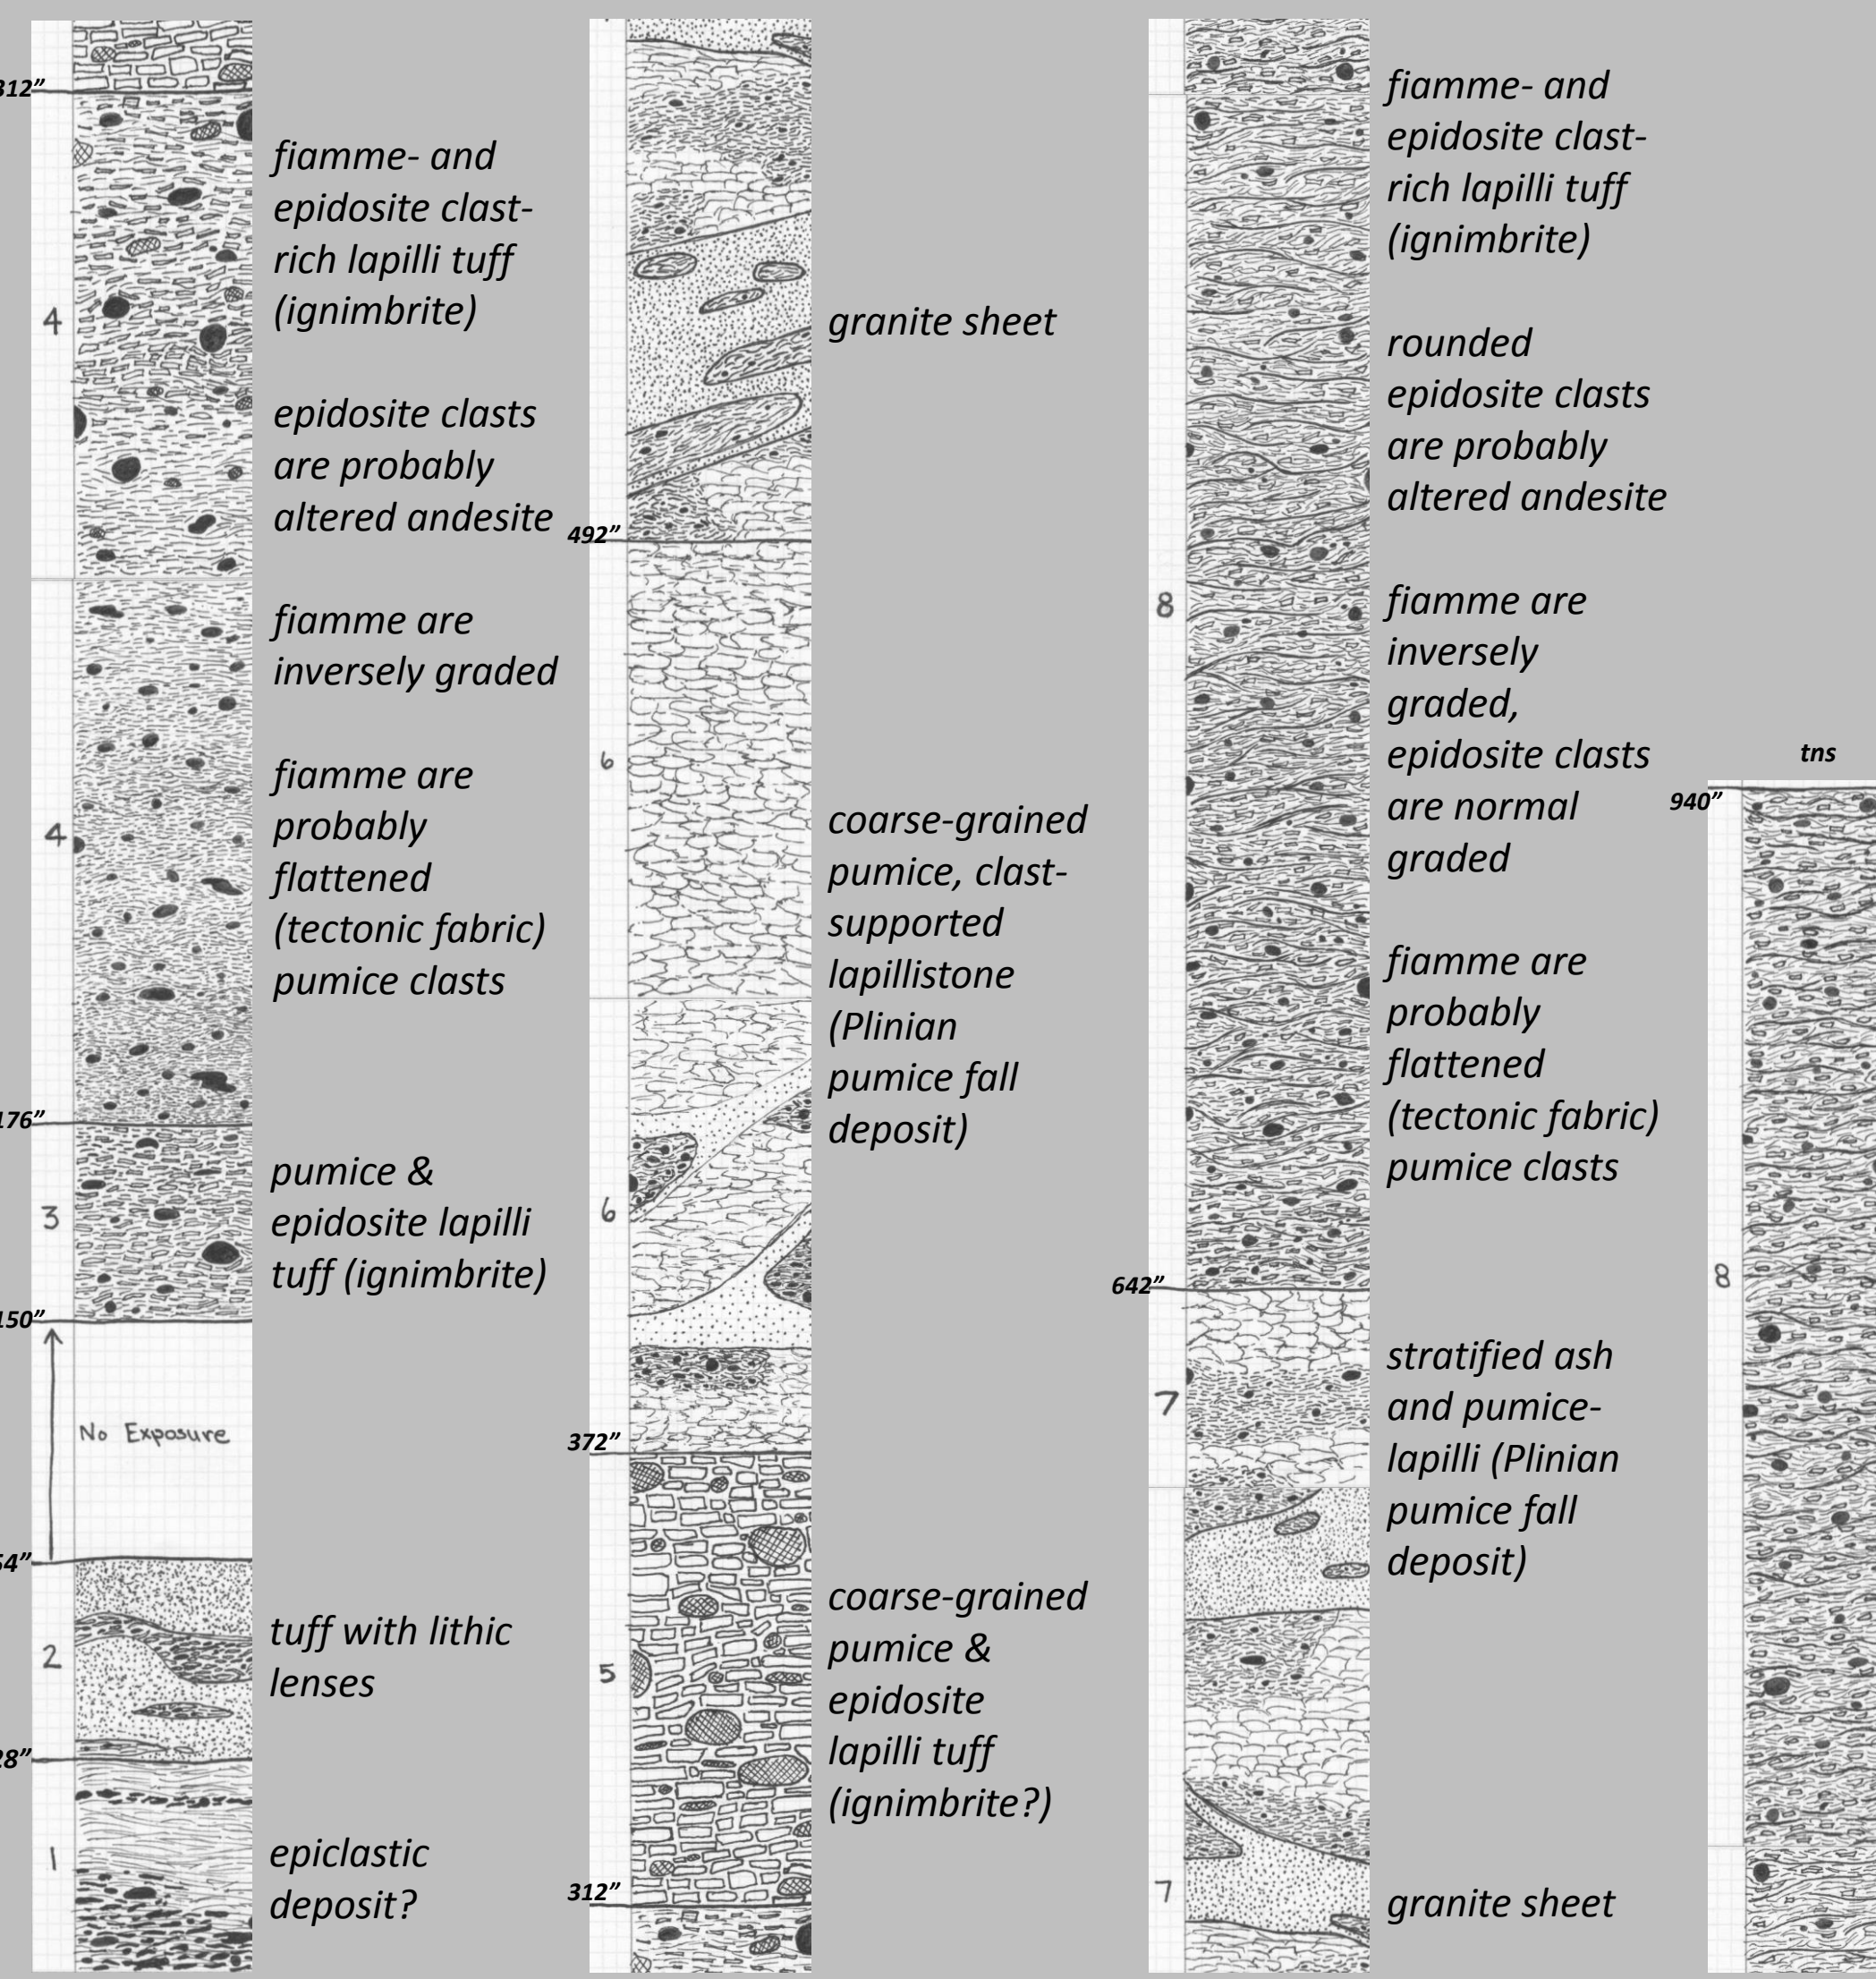 312”
fiamme- and
epidosite clast-
rich lapilli tuff
(ignimbrite)
4
epidosite clasts
are probably
altered andesite
fiamme are
inversely graded
fiamme are
probably
flattened
(tectonic fabric)
pumice clasts
4
176”
pumice &
epidosite lapilli
tuff (ignimbrite)
3
150”
No Exposure
54”
tuff with lithic
lenses
2
28”
epiclastic
deposit?
1
granite sheet
492”
6
coarse-grained
pumice, clast-
supported
lapillistone
(Plinian
pumice fall
deposit)
6
372”
coarse-grained
pumice &
epidosite
lapilli tuff
(ignimbrite?)
5
312”
fiamme- and
epidosite clast-
rich lapilli tuff
(ignimbrite)
rounded
epidosite clasts
are probably
altered andesite
8
fiamme are
inversely
graded,
epidosite clasts
are normal
graded
fiamme are
probably
flattened
(tectonic fabric)
pumice clasts
642”
stratified ash
and pumice-
lapilli (Plinian
pumice fall
deposit)
7
7
granite sheet
tns
940”
8